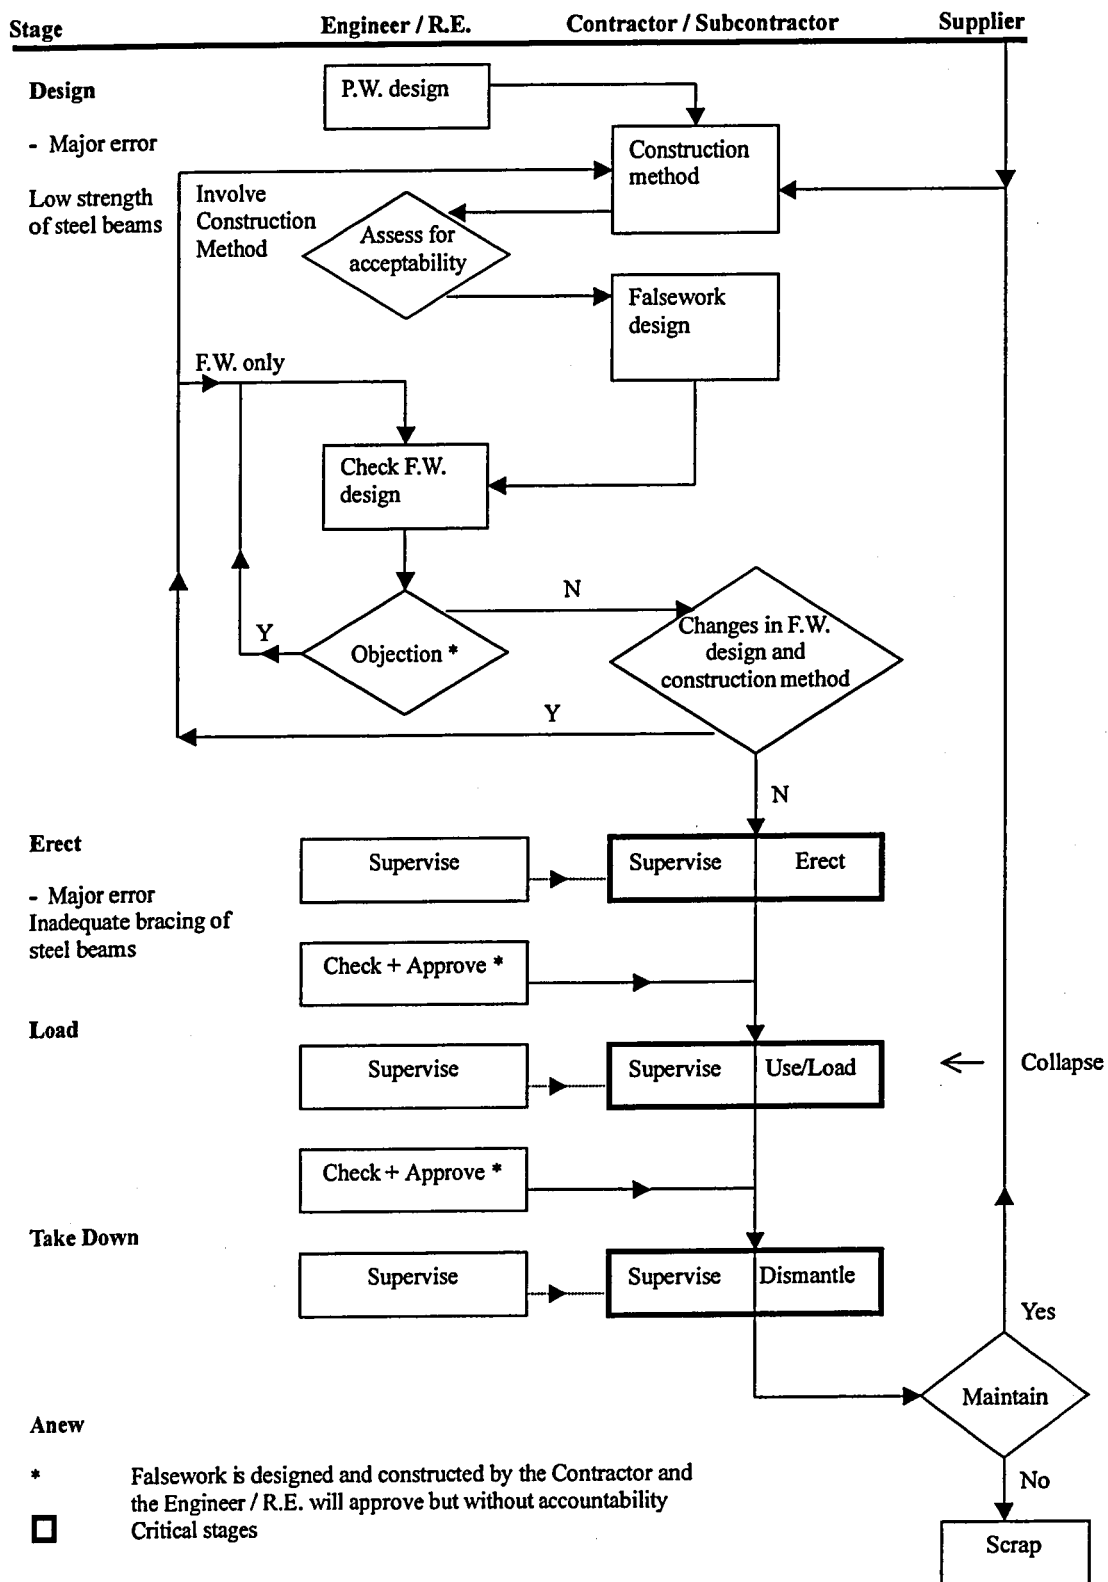 Stage Engineer / R.E. Contractor / Subcontractor Supplier
Design
P.W. design
- Major error
Construction
method
Low strength
of steel beams
Involve
Construction
Method
Assess for
acceptability
Falsework
design
F.W. only
Check F.W.
design
N
Y
Objection *
Changes in F.W.
design and
construction method
Y
N
Erect
Supervise
Supervise
Erect
- Major error
Inadequate bracing of
steel beams
Check + Approve *
Load
Supervise
Supervise
Use/Load
Collapse
Check + Approve *
Take Down
Supervise
Supervise
Dismantle
Yes
Maintain
Anew
* Falsework is designed and constructed by the Contractor and
the Engineer / R.E. will approve but without accountability
Critical stages
No
Scrap